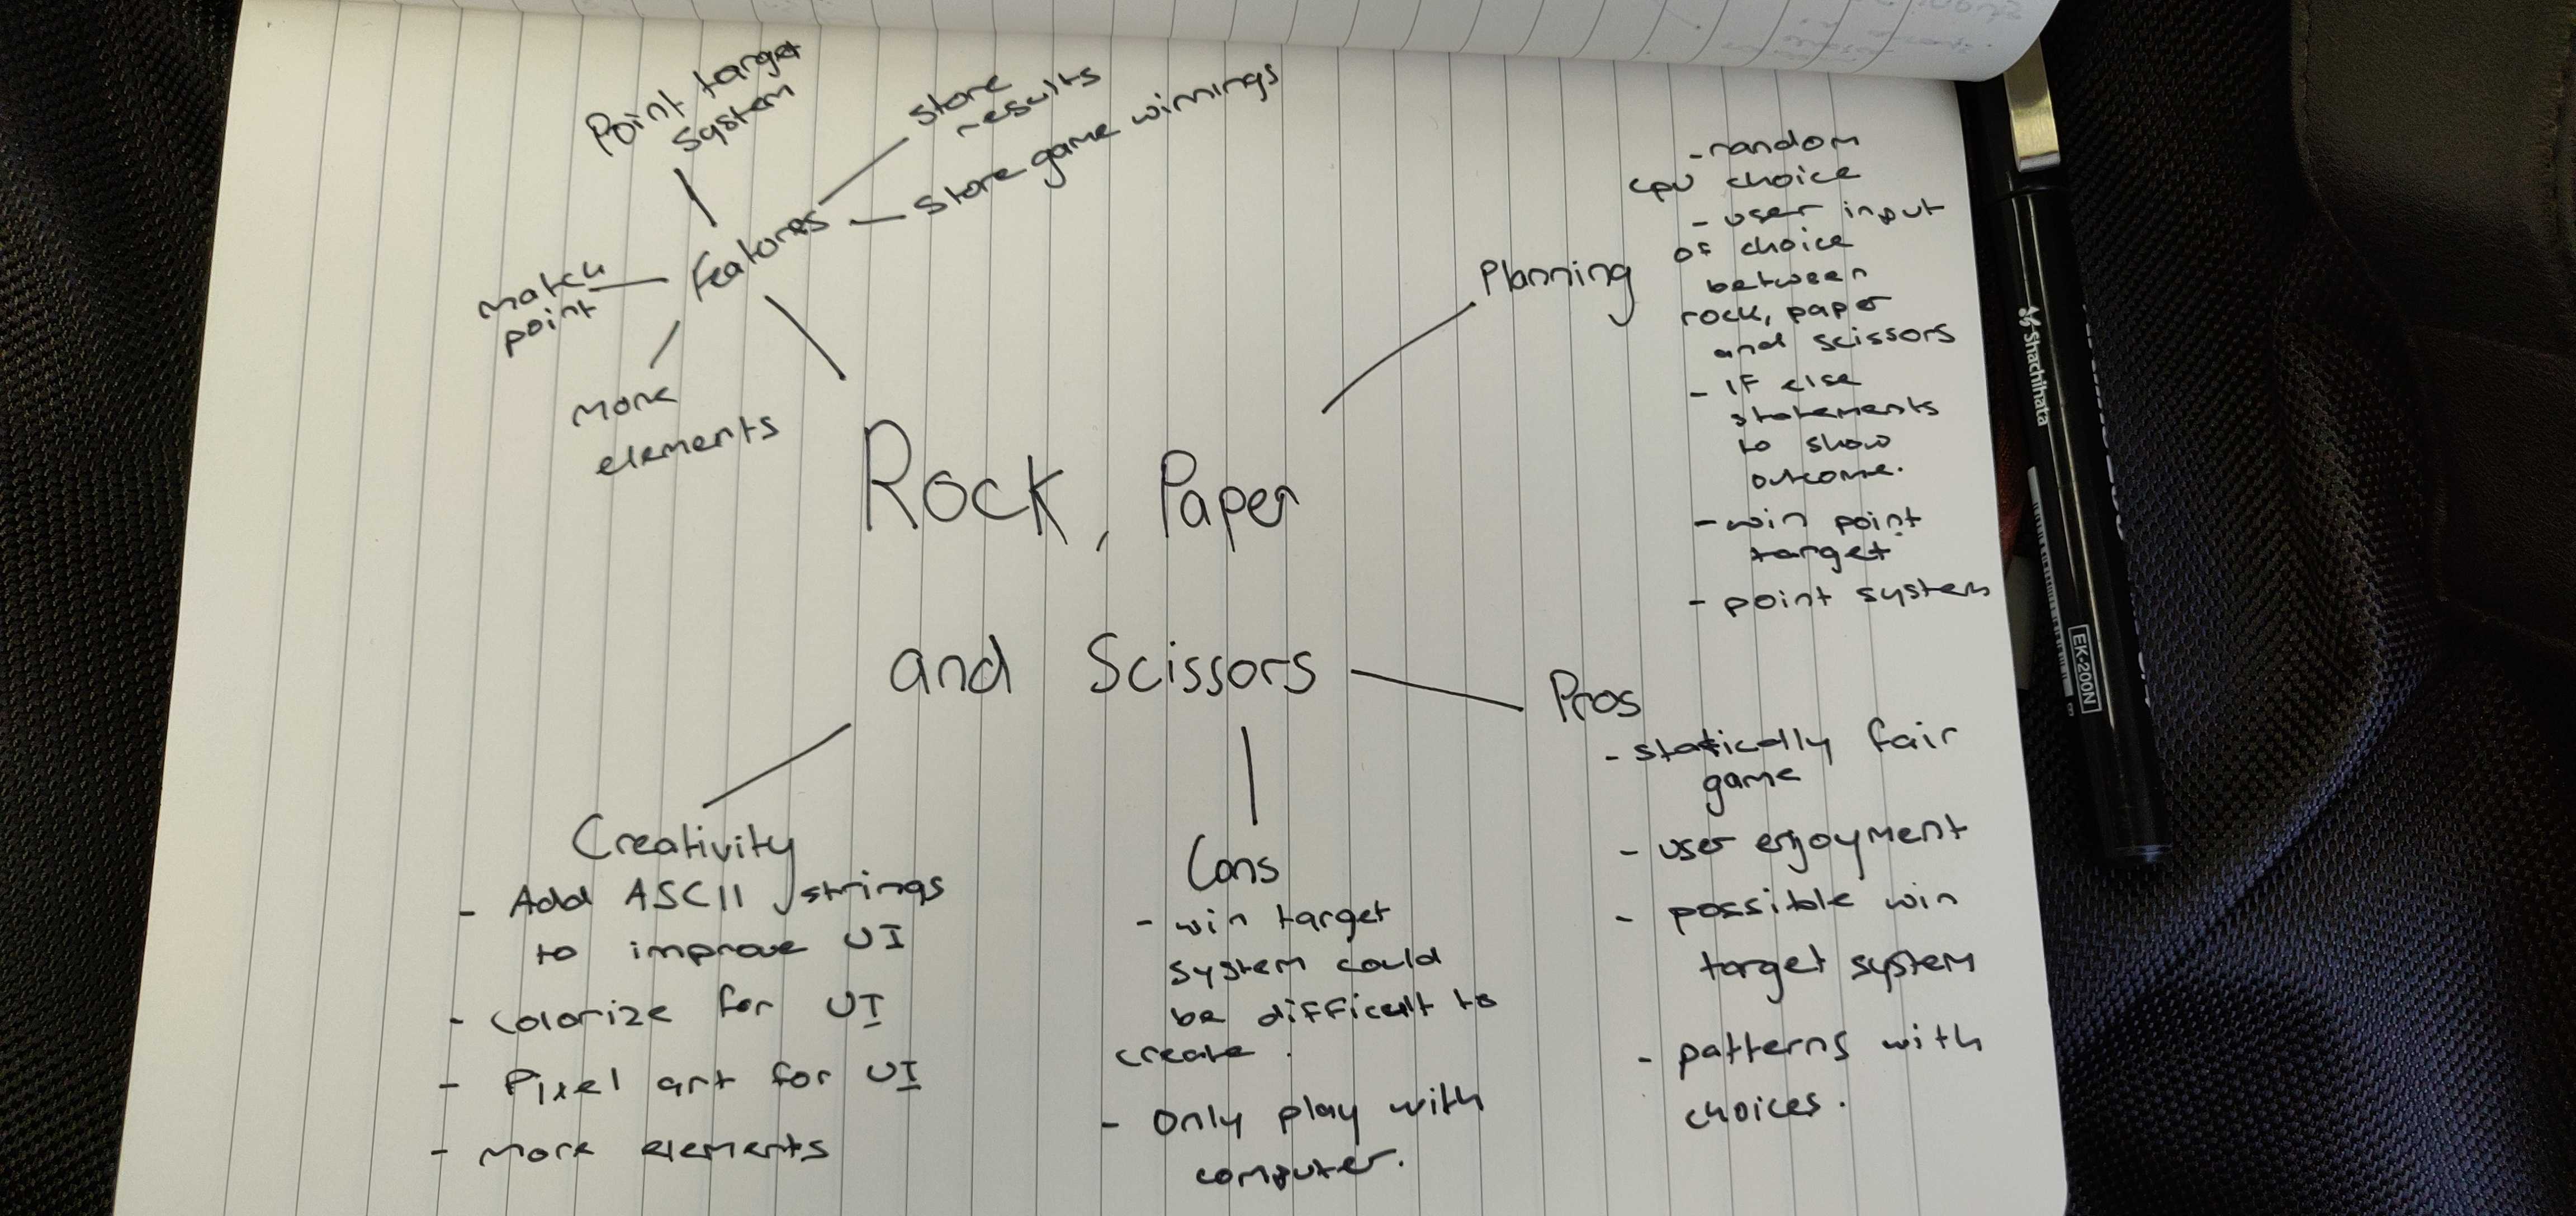 Point target
system
store
results
store game winnings
Features
match
point
more
elements
Rock, Paper
and Scissors
Planning
- random
cpu choice
- user input
of choice
between
rock, paper
and scissors
- if else
statements
to show
outcome.
- win point
target
- point system
Pros
- statically fair
game
- user enjoyment
- possible win
target system
- patterns with
choices.
Cons
- win target
system could
be difficult to
create.
- only play with
computer.
Creativity
- Add ASCII strings
to improve UI
- colorize for UI
- Pixel art for UI
- more elements
Shachihata
EK-200N